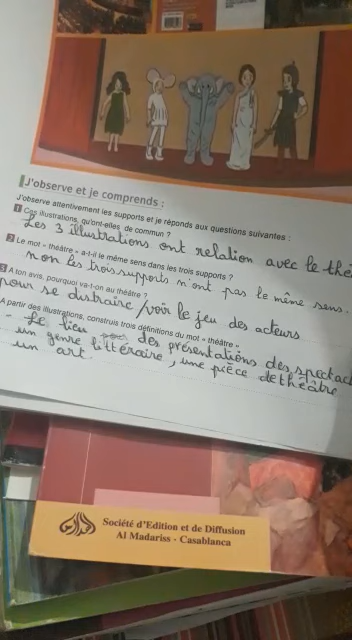 J'observe et je comprends :
J'observe attentivement les supports et je réponds aux questions suivantes :
1 Ces illustrations, qu'ont-elles de commun ?
Les 3 illustrations ont relation avec le thé
2 Le mot « théâtre » a-t-il le même sens dans les trois supports ?
non les trois supports n'ont pas le même sens.
3 A ton avis, pourquoi va-t-on au théâtre ?
pour se distraire / voir le jeu des acteurs
A partir des illustrations, construis trois définitions du mot « théâtre »
- Le lieu des présentations des spectac
un genre littéraire, une pièce de théâtre
un art.
Société d'Edition et de Diffusion
Al Madariss - Casablanca